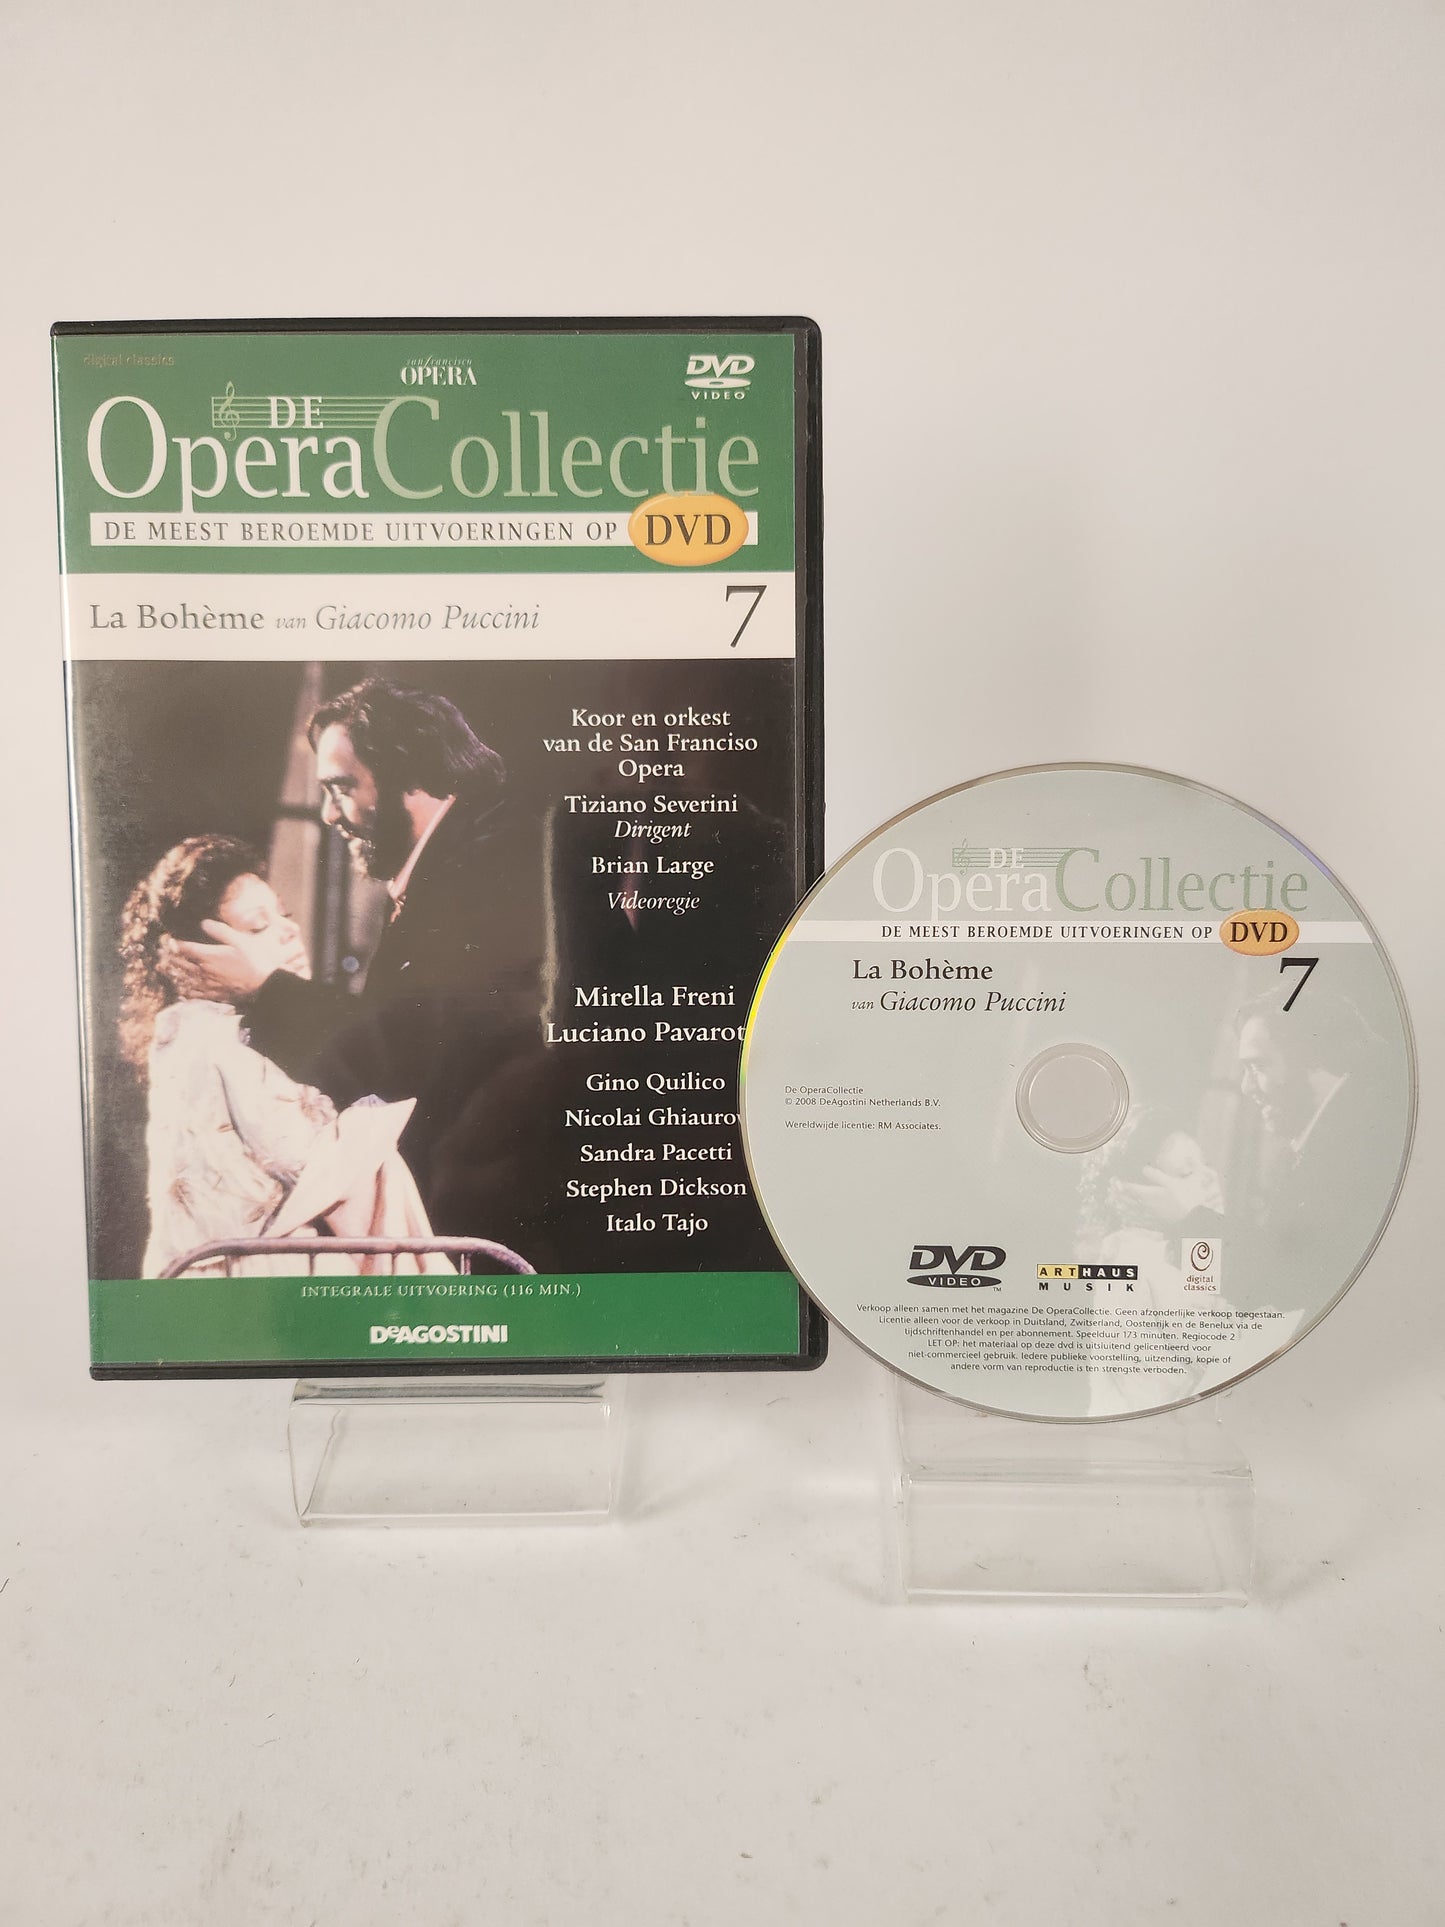 digital classics
san francisco
OPERA
DVD
VIDEO
DE
OperaCollectie
DE MEEST BEROEMDE UITVOERINGEN OP DVD
La Bohème van Giacomo Puccini
7
Koor en orkest
van de San Franciso
Opera
Tiziano Severini
Dirigent
Brian Large
Videoregie
Mirella Freni
Luciano Pavarot
Gino Quilico
Nicolai Ghiauro
Sandra Pacetti
Stephen Dickson
Italo Tajo
INTEGRALE UITVOERING (116 MIN.)
DeAGOSTINI
DE
OperaCollectie
DE MEEST BEROEMDE UITVOERINGEN OP DVD
La Bohème
7
van Giacomo Puccini
De OperaCollectie
© 2008 DeAgostini Netherlands B.V.
Wereldwijde licentie: RM Associates.
DVD
VIDEO
TM
ARTHAUS
MUSIK
digital
classics
Verkoop alleen samen met het magazine De OperaCollectie. Geen afzonderlijke verkoop toegestaan.
Licentie alleen voor de verkoop in Duitsland, Zwitserland, Oostenrijk en de Benelux via de
tijdschriftenhandel en per abonnement. Speelduur 173 minuten. Regiocode 2
LET OP: het materiaal op deze dvd is uitsluitend gelicentieerd voor
niet-commercieel gebruik. Iedere publieke voorstelling, uitzending, kopie of
andere vorm van reproductie is ten strengste verboden.